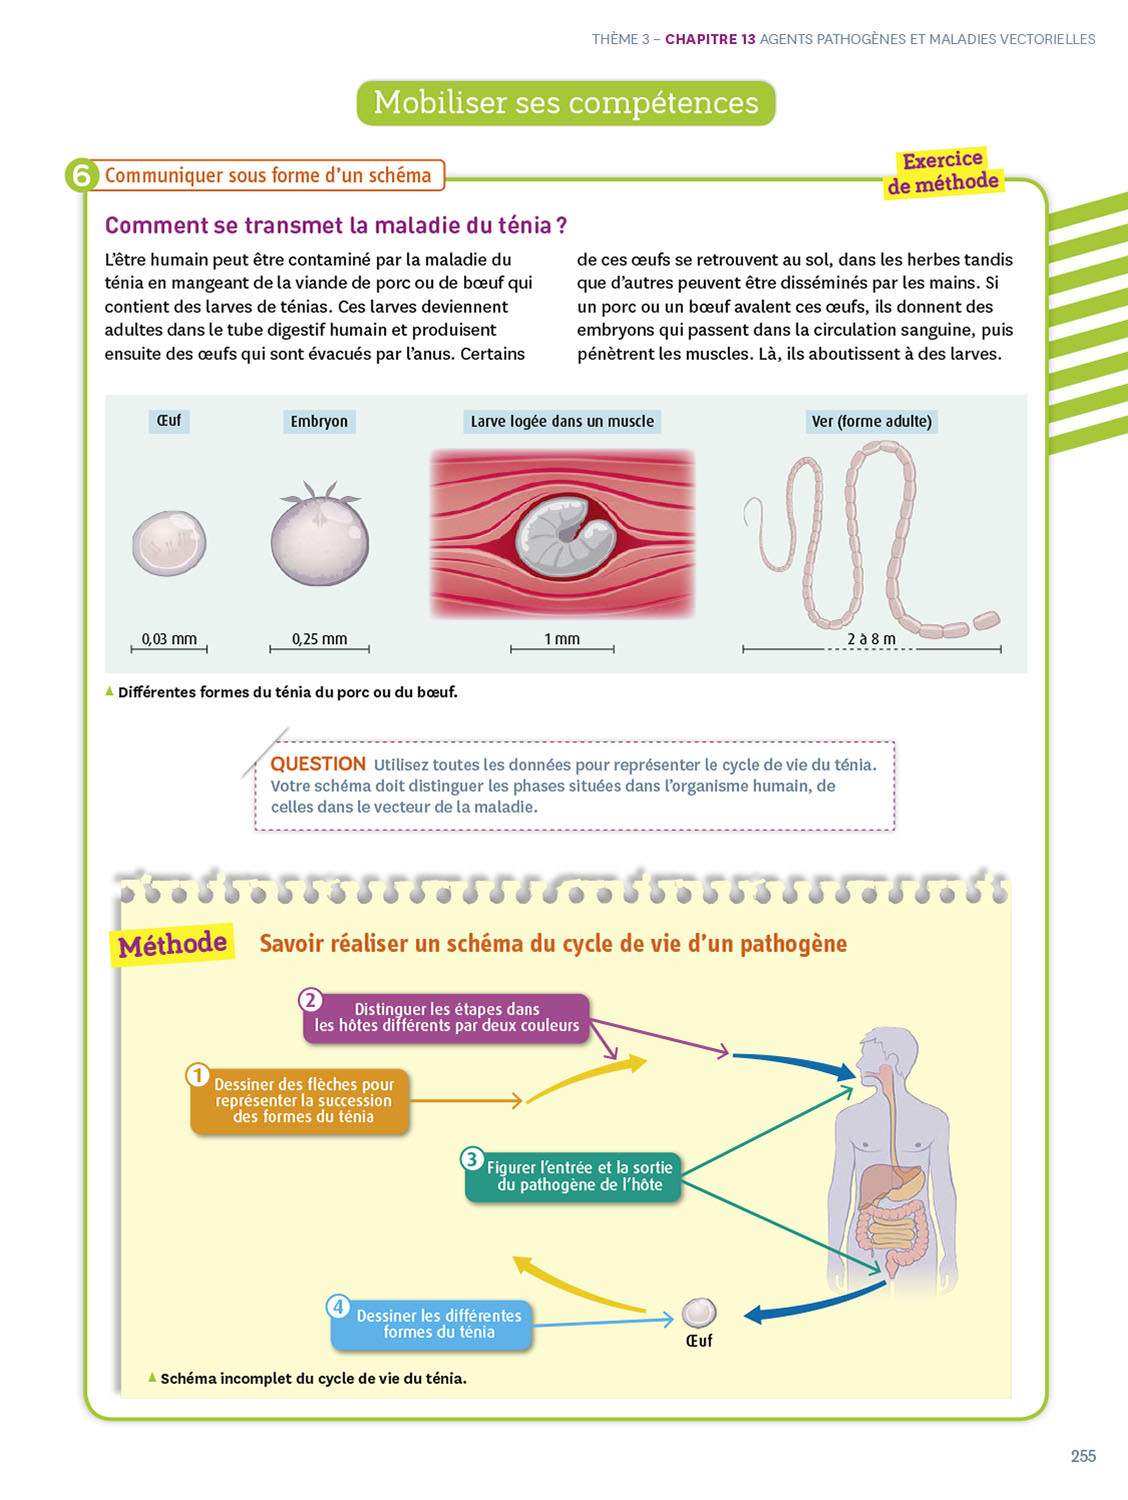 THÈME 3 – CHAPITRE 13 AGENTS PATHOGÈNES ET MALADIES VECTORIELLES
Mobiliser ses compétences
6 Communiquer sous forme d'un schéma
Exercice
de méthode
Comment se transmet la maladie du ténia ?
L'être humain peut être contaminé par la maladie du
ténia en mangeant de la viande de porc ou de bœuf qui
contient des larves de ténias. Ces larves deviennent
adultes dans le tube digestif humain et produisent
ensuite des œufs qui sont évacués par l'anus. Certains
de ces œufs se retrouvent au sol, dans les herbes tandis
que d'autres peuvent être disséminés par les mains. Si
un porc ou un bœuf avalent ces œufs, ils donnent des
embryons qui passent dans la circulation sanguine, puis
pénètrent les muscles. Là, ils aboutissent à des larves.
Œuf
Embryon
Larve logée dans un muscle
Ver (forme adulte)
0,03 mm
0,25 mm
1 mm
2 à 8 m
Différentes formes du ténia du porc ou du bœuf.
QUESTION Utilisez toutes les données pour représenter le cycle de vie du ténia.
Votre schéma doit distinguer les phases situées dans l'organisme humain, de
celles dans le vecteur de la maladie.
Méthode
Savoir réaliser un schéma du cycle de vie d'un pathogène
2
Distinguer les étapes dans
les hôtes différents par deux couleurs
1
Dessiner des flèches pour
représenter la succession
des formes du ténia
3
Figurer l'entrée et la sortie
du pathogène de l'hôte
4
Dessiner les différentes
formes du ténia
Œuf
Schéma incomplet du cycle de vie du ténia.
255